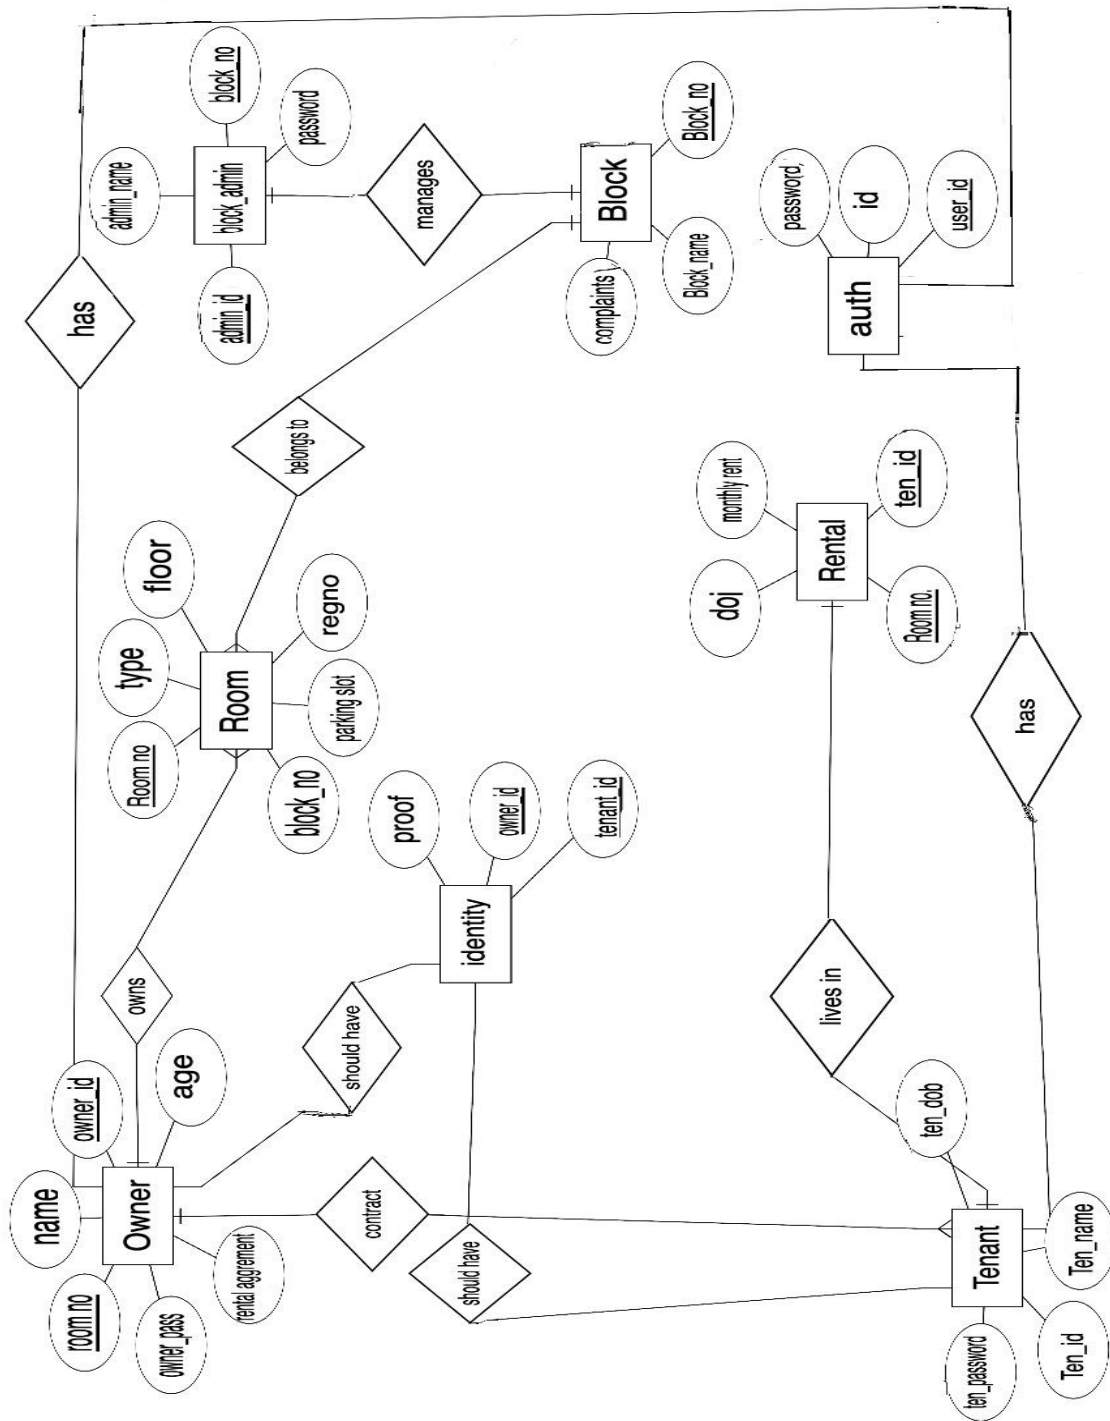 name
owner_id
room no
Owner
age
owner_pass
rental aggrement
owns
has
Room no
type
floor
Room
block_no
parking slot
regno
belongs to
admin_name
block_no
block_admin
admin_id
password
manages
Block
complaints
Block_name
Block_no
should have
identity
proof
owner_id
tenant_id
contract
should have
lives in
doj
monthly rent
Rental
Room no.
ten_id
password,
id
user_id
auth
has
ten_dob
Tenant
ten_password
Ten_id
Ten_name